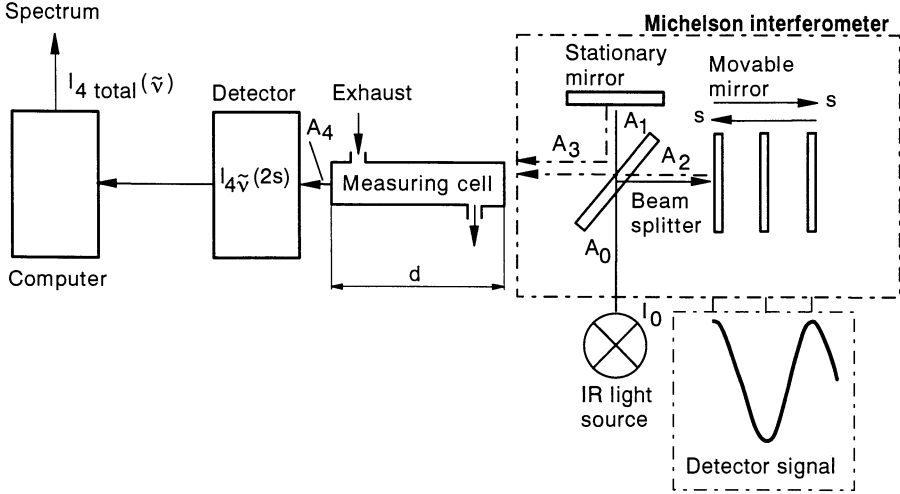 Spectrum
I4 total(ν̃)
Detector
Exhaust
A4
I4ν̃(2s)
Measuring cell
Computer
d
Michelson interferometer
Stationary
mirror
Movable
mirror
s
s
A1
A3
A2
Beam
splitter
A0
I0
IR light
source
Detector signal